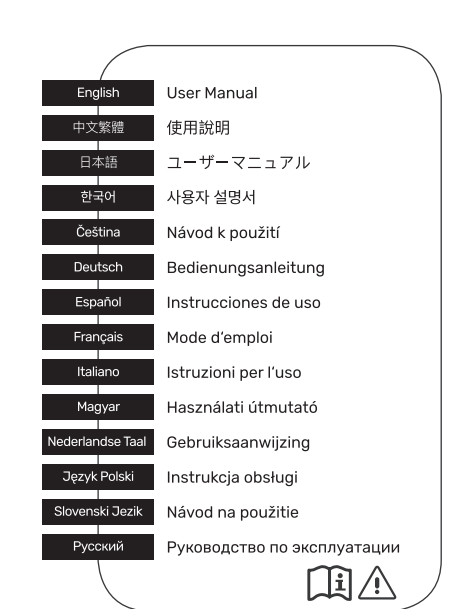 English User Manual
中文繁體 使用說明
日本語 ユーザーマニュアル
한국어 사용자 설명서
Čeština Návod k použití
Deutsch Bedienungsanleitung
Español Instrucciones de uso
Français Mode d’emploi
Italiano Istruzioni per l’uso
Magyar Használati útmutató
Nederlandse Taal Gebruiksaanwijzing
Język Polski Instrukcja obsługi
Slovenski Jezik Návod na použitie
Русский Руководство по эксплуатации